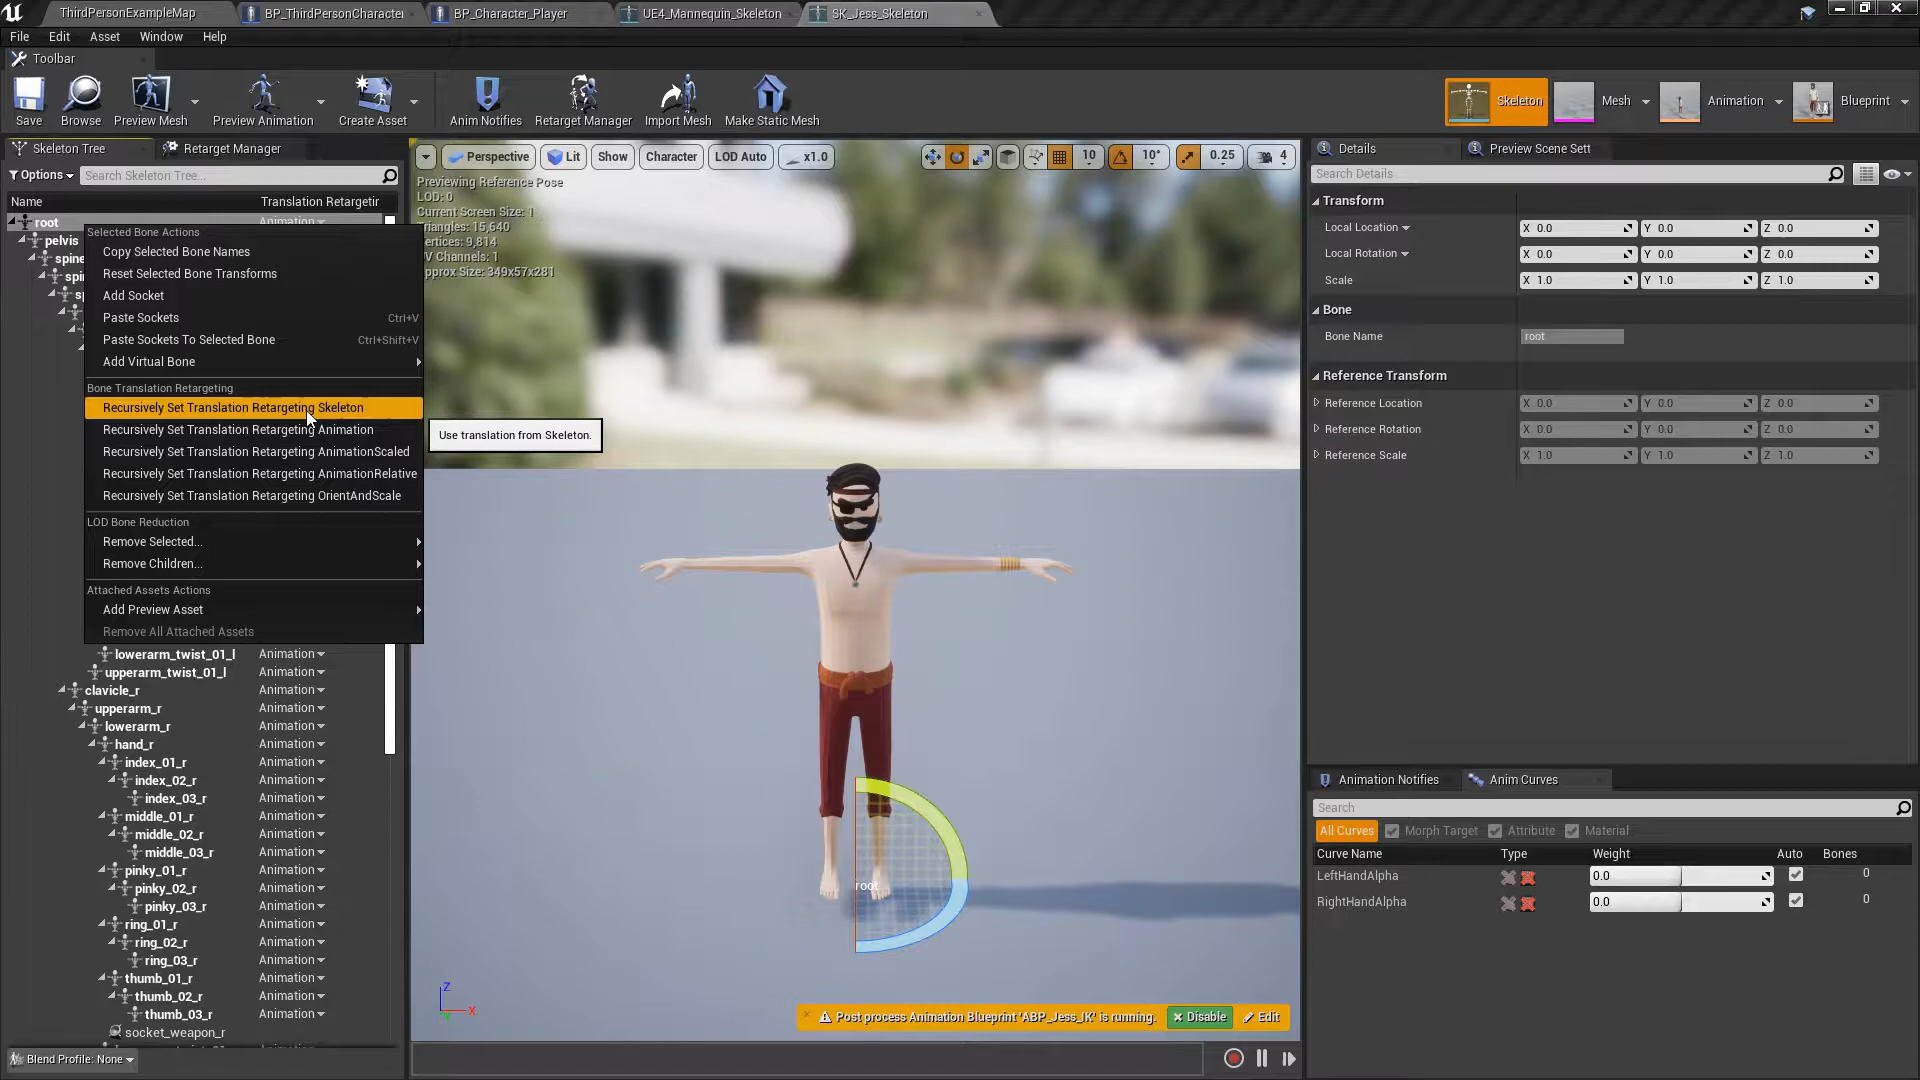 ThirdPersonExampleMap
BP_ThirdPersonCharacter
BP_Character_Player
UE4_Mannequin_Skeleton
SK_Jess_Skeleton
File Edit Asset Window Help
Toolbar
Save
Browse
Preview Mesh
Preview Animation
Create Asset
Anim Notifies
Retarget Manager
Import Mesh
Make Static Mesh
Skeleton
Mesh
Animation
Blueprint
Skeleton Tree
Retarget Manager
Options
Search Skeleton Tree...
Name Translation Retargetir
root Animation
pelvis
spine
spin
sp
Selected Bone Actions
Copy Selected Bone Names
Reset Selected Bone Transforms
Add Socket
Paste Sockets Ctrl+V
Paste Sockets To Selected Bone Ctrl+Shift+V
Add Virtual Bone
Bone Translation Retargeting
Recursively Set Translation Retargeting Skeleton
Recursively Set Translation Retargeting Animation
Recursively Set Translation Retargeting AnimationScaled
Recursively Set Translation Retargeting AnimationRelative
Recursively Set Translation Retargeting OrientAndScale
LOD Bone Reduction
Remove Selected...
Remove Children...
Attached Assets Actions
Add Preview Asset
Remove All Attached Assets
Use translation from Skeleton.
lowerarm_twist_01_l Animation
upperarm_twist_01_l Animation
clavicle_r Animation
upperarm_r Animation
lowerarm_r Animation
hand_r Animation
index_01_r Animation
index_02_r Animation
index_03_r Animation
middle_01_r Animation
middle_02_r Animation
middle_03_r Animation
pinky_01_r Animation
pinky_02_r Animation
pinky_03_r Animation
ring_01_r Animation
ring_02_r Animation
ring_03_r Animation
thumb_01_r Animation
thumb_02_r Animation
thumb_03_r Animation
socket_weapon_r
Blend Profile: None
Perspective Lit Show Character LOD Auto x1.0
10 10° 0.25 4
Previewing Reference Pose
LOD: 0
Current Screen Size: 1
Triangles: 15,640
Vertices: 9,814
UV Channels: 1
Approx Size: 349x57x281
root
Z
X
Y
Post process Animation Blueprint 'ABP_Jess_IK' is running. Disable Edit
Details
Preview Scene Sett
Search Details
Transform
Local Location X 0.0 Y 0.0 Z 0.0
Local Rotation X 0.0 Y 0.0 Z 0.0
Scale X 1.0 Y 1.0 Z 1.0
Bone
Bone Name root
Reference Transform
Reference Location X 0.0 Y 0.0 Z 0.0
Reference Rotation X 0.0 Y 0.0 Z 0.0
Reference Scale X 1.0 Y 1.0 Z 1.0
Animation Notifies
Anim Curves
Search
All Curves Morph Target Attribute Material
Curve Name Type Weight Auto Bones
LeftHandAlpha 0.0 0
RightHandAlpha 0.0 0